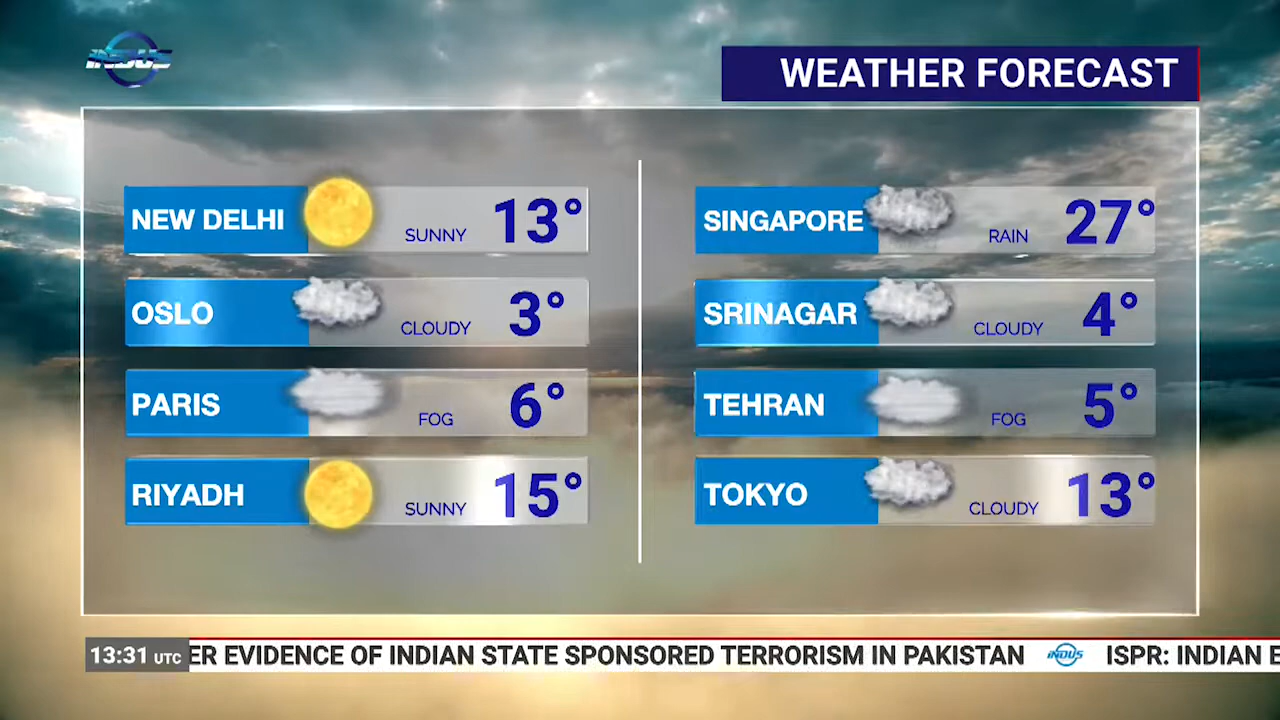 INDUS
WEATHER FORECAST
NEW DELHI SUNNY 13°
OSLO CLOUDY 3°
PARIS FOG 6°
RIYADH SUNNY 15°
SINGAPORE RAIN 27°
SRINAGAR CLOUDY 4°
TEHRAN FOG 5°
TOKYO CLOUDY 13°
13:31 UTC ER EVIDENCE OF INDIAN STATE SPONSORED TERRORISM IN PAKISTAN INDUS ISPR: INDIAN E